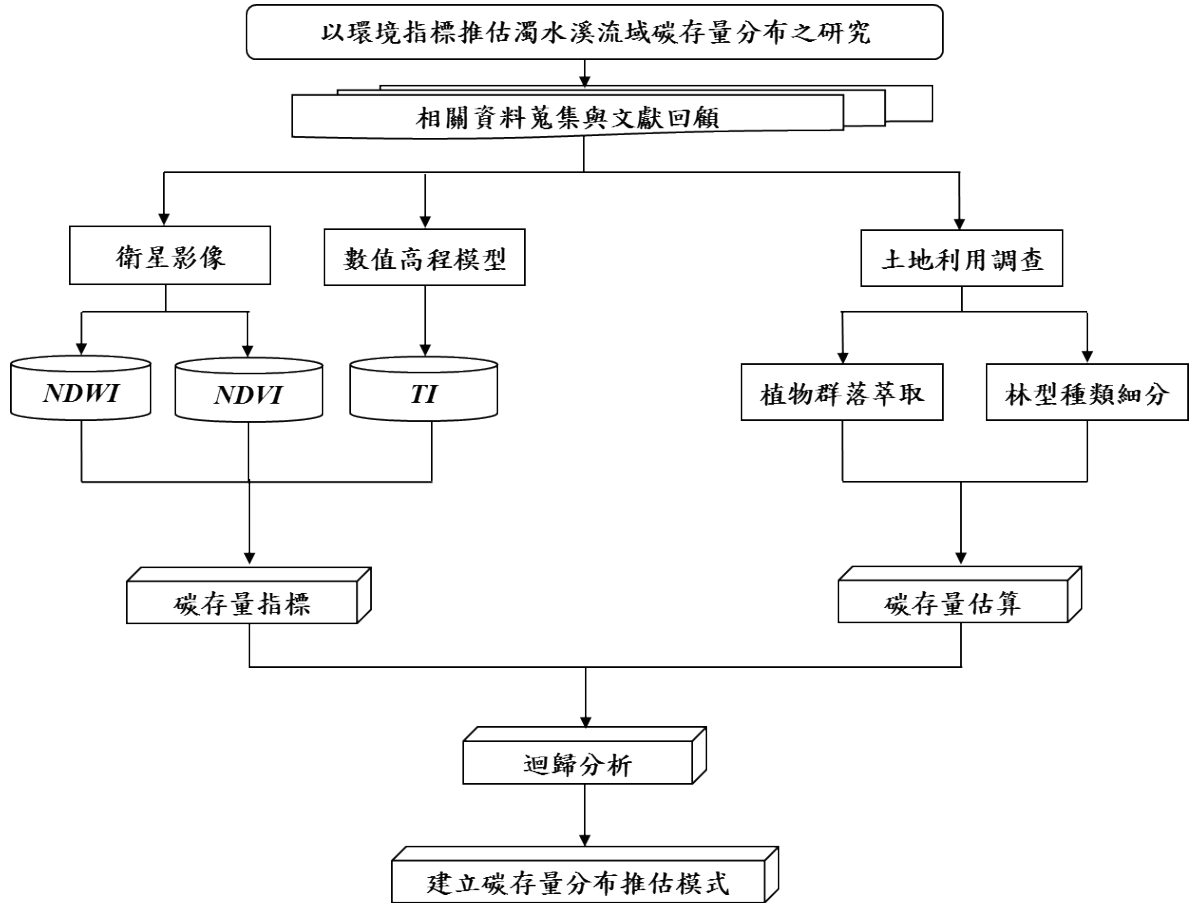 以環境指標推估濁水溪流域碳存量分布之研究
相關資料蒐集與文獻回顧
衛星影像
數值高程模型
土地利用調查
NDWI
NDVI
TI
植物群落萃取
林型種類細分
碳存量指標
碳存量估算
迴歸分析
建立碳存量分布推估模式